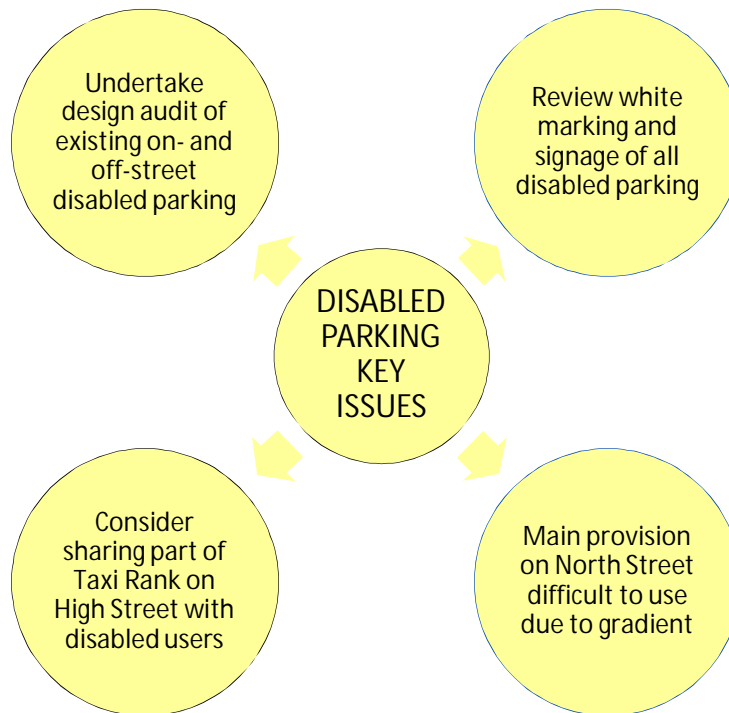 Undertake
design audit of
existing on- and
off-street
disabled parking
Review white
marking and
signage of all
disabled parking
DISABLED
PARKING
KEY
ISSUES
Consider
sharing part of
Taxi Rank on
High Street with
disabled users
Main provision
on North Street
difficult to use
due to gradient